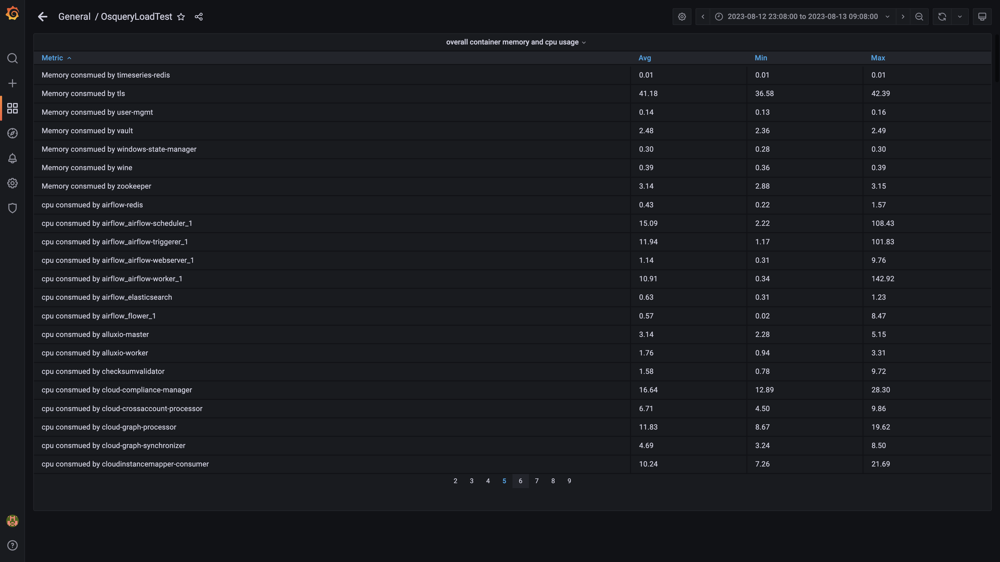 General / OsqueryLoadTest
2023-08-12 23:08:00 to 2023-08-13 09:08:00
overall container memory and cpu usage
Metric Avg Min Max
Memory consmued by timeseries-redis 0.01 0.01 0.01
Memory consmued by tls 41.18 36.58 42.39
Memory consmued by user-mgmt 0.14 0.13 0.16
Memory consmued by vault 2.48 2.36 2.49
Memory consmued by windows-state-manager 0.30 0.28 0.30
Memory consmued by wine 0.39 0.36 0.39
Memory consmued by zookeeper 3.14 2.88 3.15
cpu consmued by airflow-redis 0.43 0.22 1.57
cpu consmued by airflow_airflow-scheduler_1 15.09 2.22 108.43
cpu consmued by airflow_airflow-triggerer_1 11.94 1.17 101.83
cpu consmued by airflow_airflow-webserver_1 1.14 0.31 9.76
cpu consmued by airflow_airflow-worker_1 10.91 0.34 142.92
cpu consmued by airflow_elasticsearch 0.63 0.31 1.23
cpu consmued by airflow_flower_1 0.57 0.02 8.47
cpu consmued by alluxio-master 3.14 2.28 5.15
cpu consmued by alluxio-worker 1.76 0.94 3.31
cpu consmued by checksumvalidator 1.58 0.78 9.72
cpu consmued by cloud-compliance-manager 16.64 12.89 28.30
cpu consmued by cloud-crossaccount-processor 6.71 4.50 9.86
cpu consmued by cloud-graph-processor 11.83 8.67 19.62
cpu consmued by cloud-graph-synchronizer 4.69 3.24 8.50
cpu consmued by cloudinstancemapper-consumer 10.24 7.26 21.69
2 3 4 5 6 7 8 9